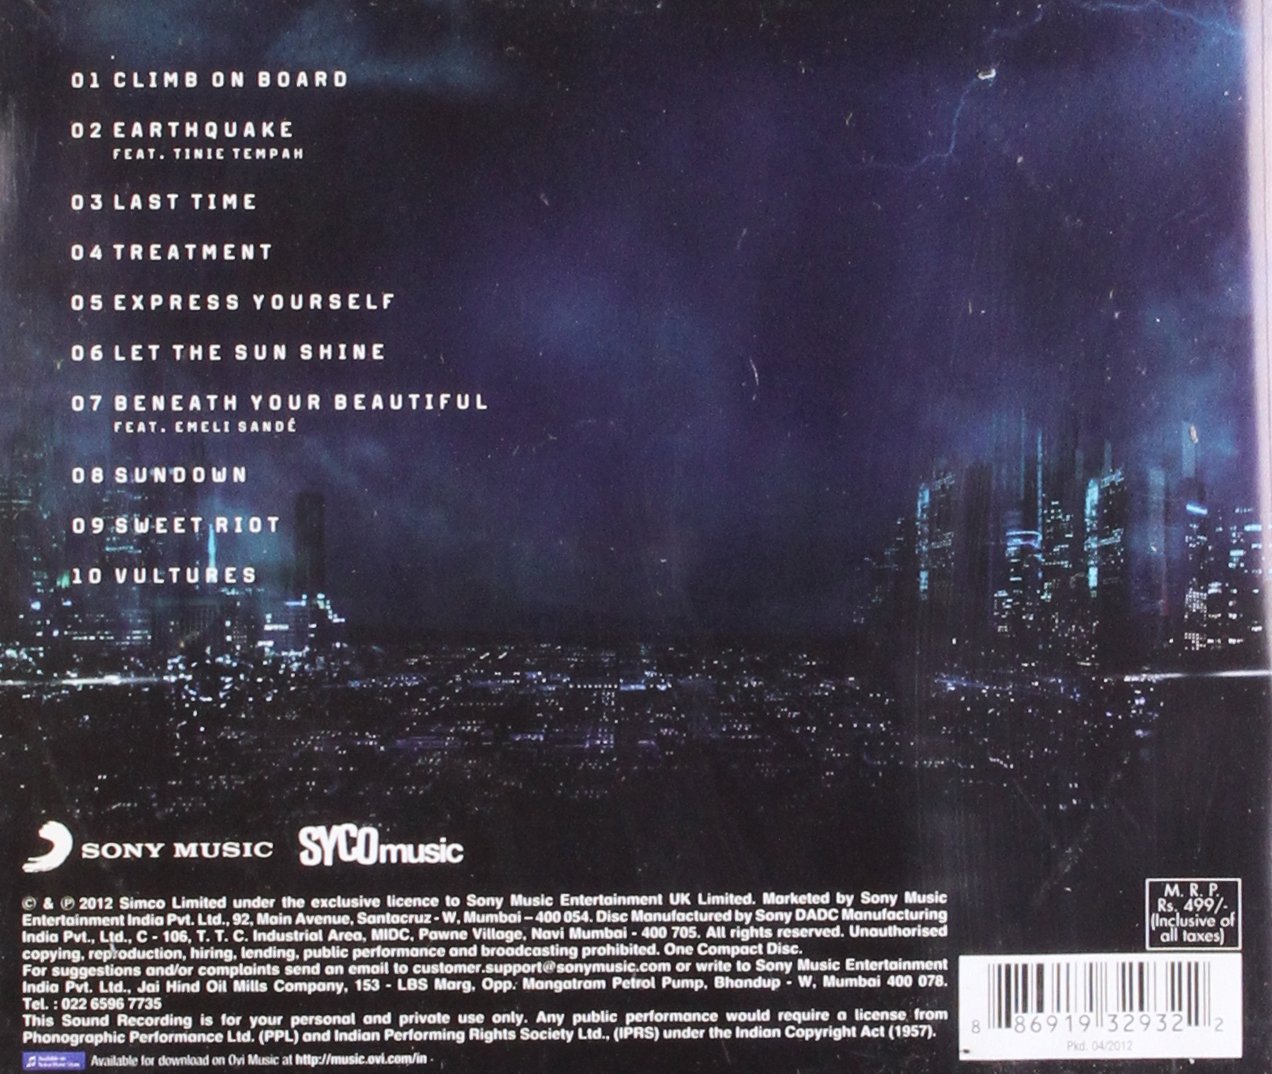 01 CLIMB ON BOARD
02 EARTHQUAKE
FEAT. TINIE TEMPAH
03 LAST TIME
04 TREATMENT
05 EXPRESS YOURSELF
06 LET THE SUN SHINE
07 BENEATH YOUR BEAUTIFUL
FEAT. EMELI SANDÉ
08 SUNDOWN
09 SWEET RIOT
10 VULTURES
SONY MUSIC
SYCOmusic
© & ℗ 2012 Simco Limited under the exclusive licence to Sony Music Entertainment UK Limited. Marketed by Sony Music
Entertainment India Pvt. Ltd., 92, Main Avenue, Santacruz - W, Mumbai – 400 054. Disc Manufactured by Sony DADC Manufacturing
India Pvt., Ltd., C - 106, T. T. C. Industrial Area, MIDC, Pawne Village, Navi Mumbai - 400 705. All rights reserved. Unauthorised
copying, reproduction, hiring, lending, public performance and broadcasting prohibited. One Compact Disc.
For suggestions and/or complaints send an email to customer.support@sonymusic.com or write to Sony Music Entertainment
India Pvt. Ltd., Jai Hind Oil Mills Company, 153 - LBS Marg, Opp. Mangatram Petrol Pump, Bhandup - W, Mumbai 400 078.
Tel. : 022 6596 7735
This Sound Recording is for your personal and private use only. Any public performance would require a license from
Phonographic Performance Ltd. (PPL) and Indian Performing Rights Society Ltd., (IPRS) under the Indian Copyright Act (1957).
Available for download on Ovi Music at http://music.ovi.com/in
M. R. P.
Rs. 499/-
(Inclusive of
all taxes)
8 86919 32932 2
Pkd. 04/2012